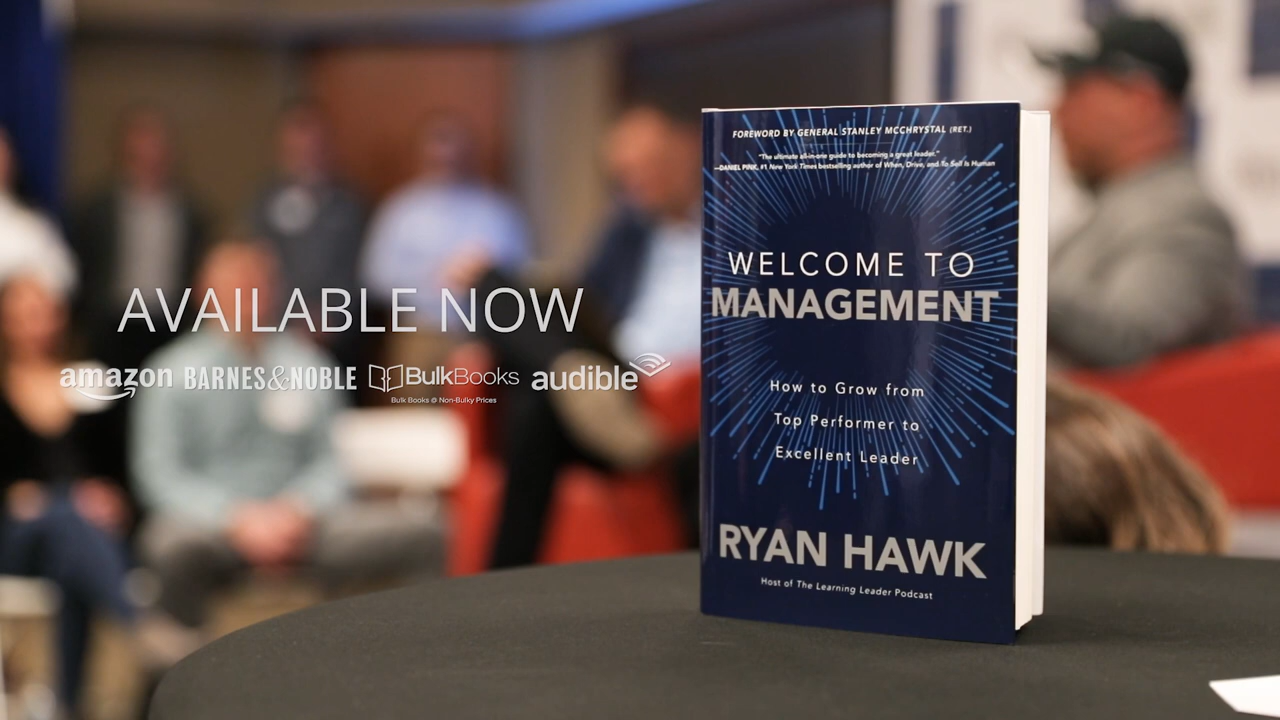 AVAILABLE NOW
amazon BARNES&NOBLE BulkBooks audible
Bulk Books @ Non-Bulky Prices
FOREWORD BY GENERAL STANLEY MCCHRYSTAL (RET.)
"The ultimate all-in-one guide to becoming a great leader."
—DANIEL PINK, #1 New York Times bestselling author of When, Drive, and To Sell Is Human
WELCOME TO
MANAGEMENT
How to Grow from
Top Performer to
Excellent Leader
RYAN HAWK
Host of The Learning Leader Podcast